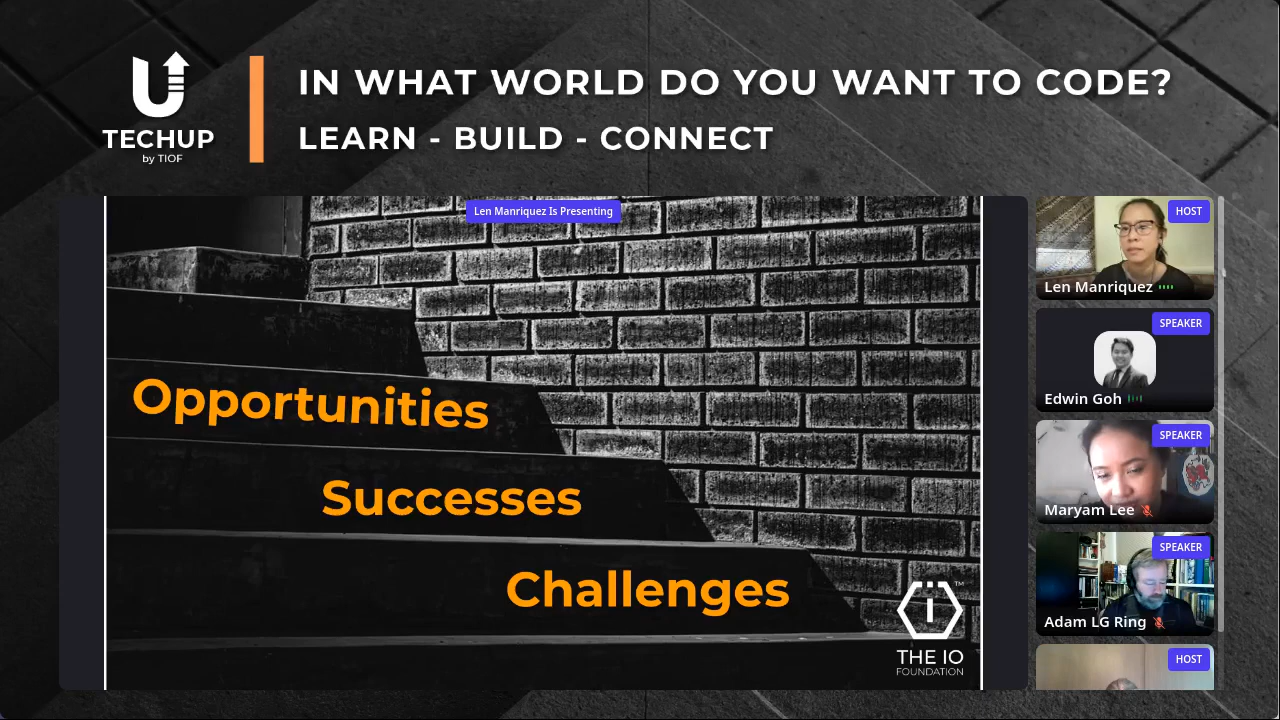 TECHUP
by TIOF
IN WHAT WORLD DO YOU WANT TO CODE?
LEARN - BUILD - CONNECT
Len Manriquez Is Presenting
Opportunities
Successes
Challenges
THE IO
FOUNDATION
TM
HOST
Len Manriquez
SPEAKER
Edwin Goh
SPEAKER
Maryam Lee
SPEAKER
Adam LG Ring
HOST